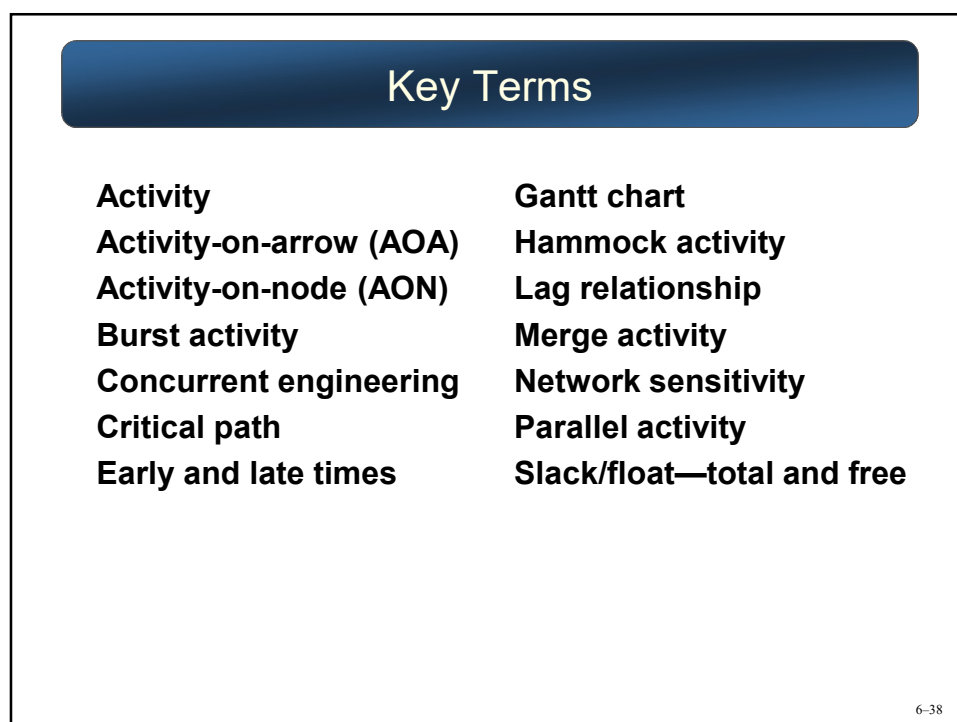 Key Terms
Activity
Activity-on-arrow (AOA)
Activity-on-node (AON)
Burst activity
Concurrent engineering
Critical path
Early and late times
Gantt chart
Hammock activity
Lag relationship
Merge activity
Network sensitivity
Parallel activity
Slack/float—total and free
6–38